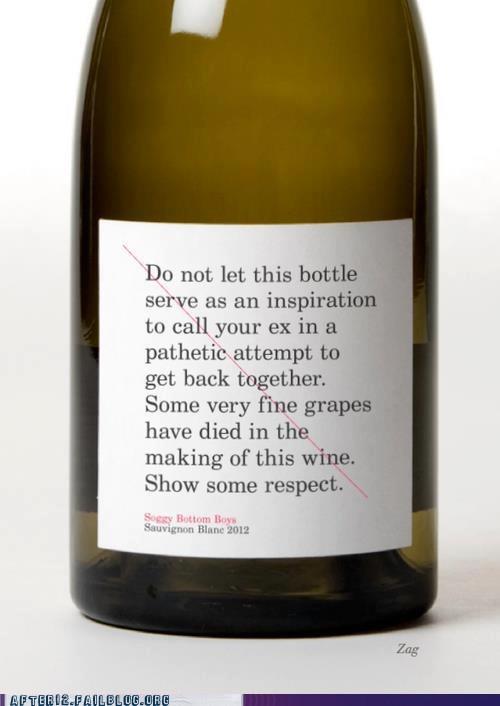 Do not let this bottle
serve as an inspiration
to call your ex in a
pathetic attempt to
get back together.
Some very fine grapes
have died in the
making of this wine.
Show some respect.
Soggy Bottom Boys
Sauvignon Blanc 2012
Zag
AFTER12.FAILBLOG.ORG